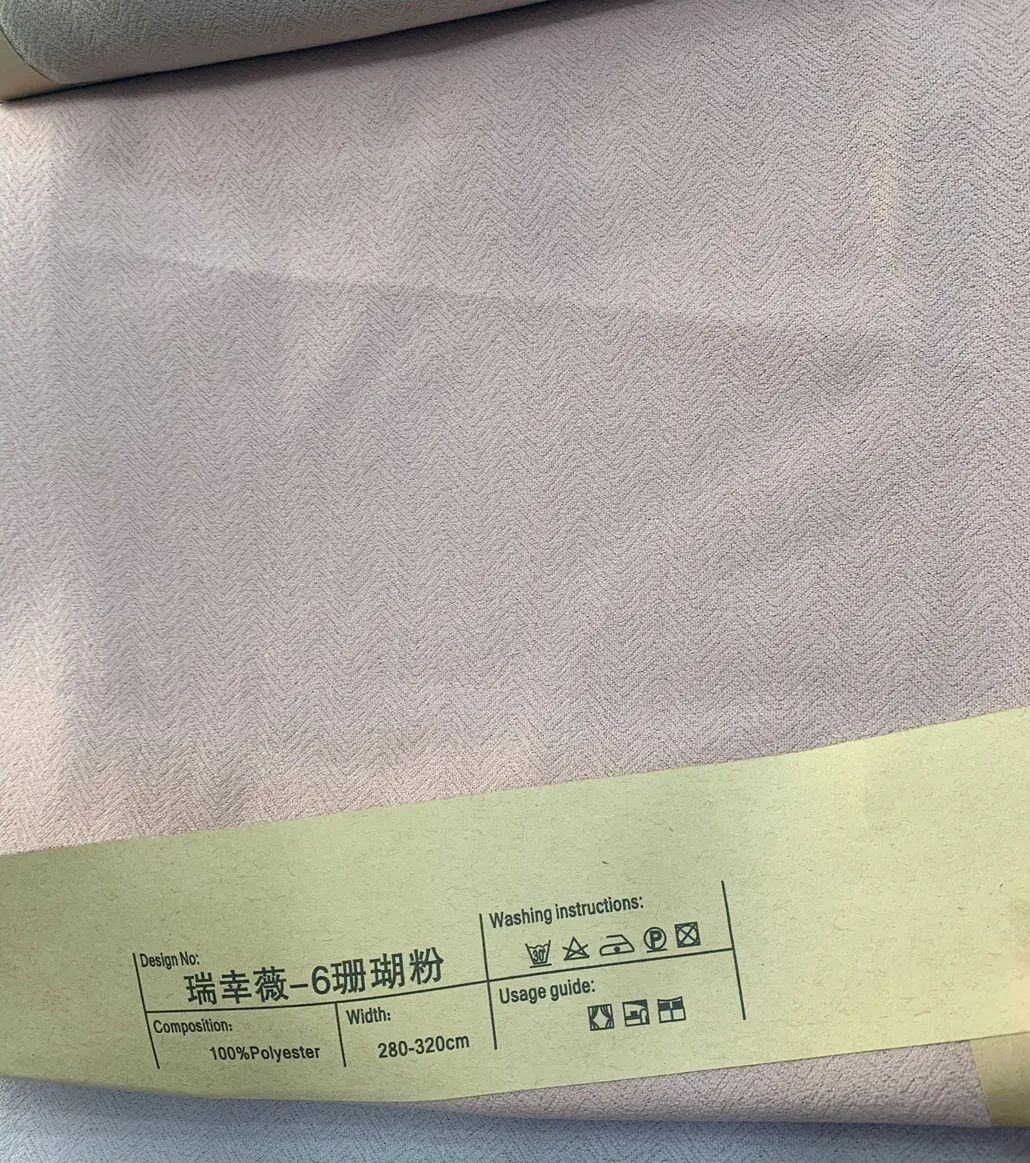 Design No:
瑞幸薇-6珊瑚粉
Composition:
100%Polyester
Width:
280-320cm
Washing instructions:
30°
P
Usage guide: